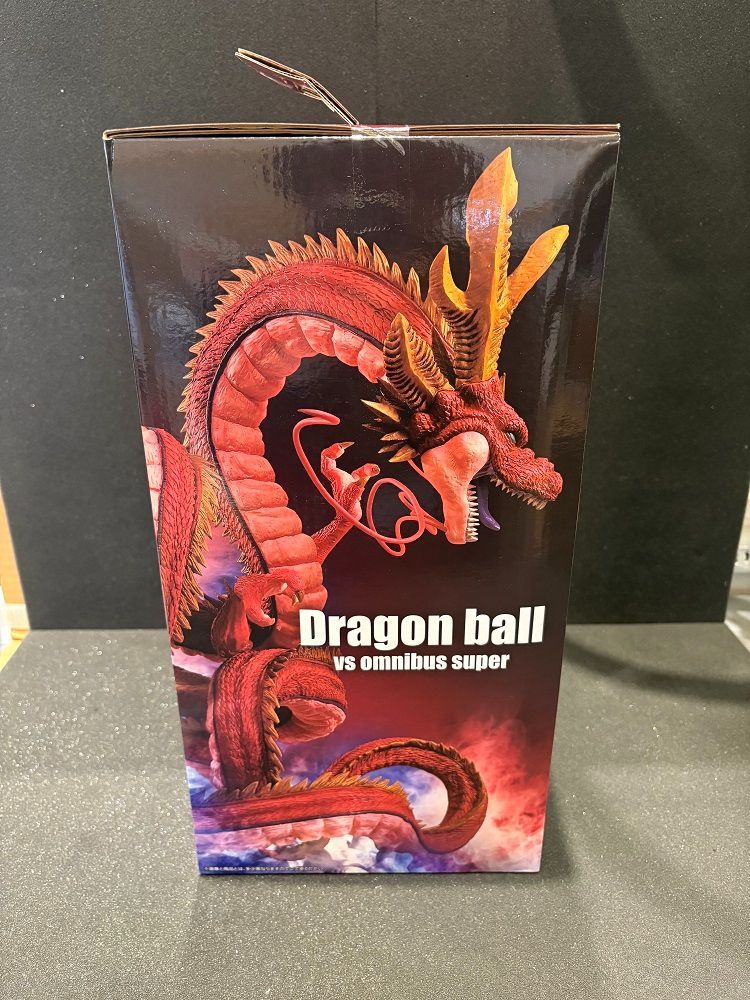 Dragon ball
vs omnibus super